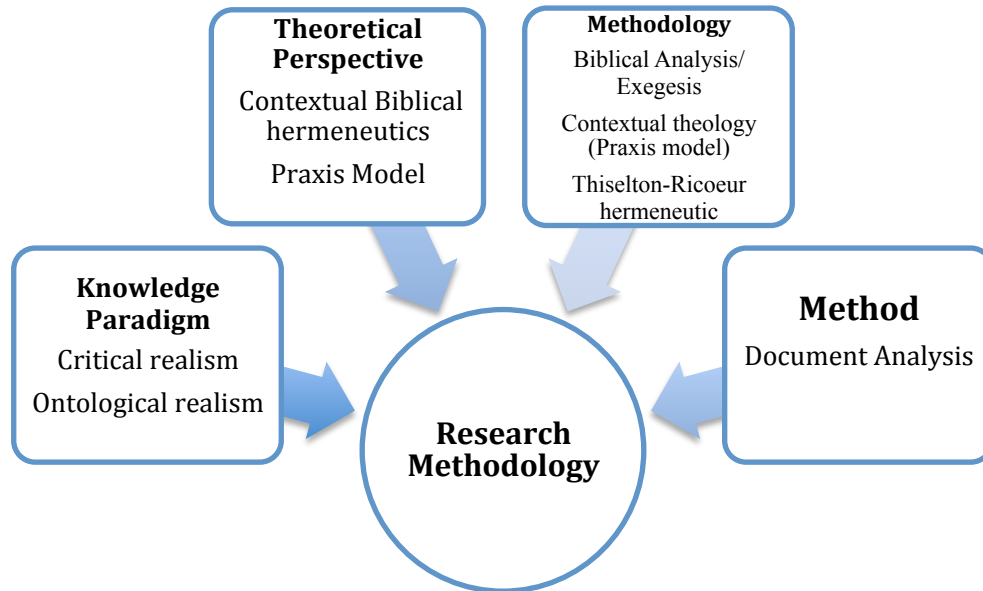 Knowledge
Paradigm
Critical realism
Ontological realism
Theoretical
Perspective
Contextual Biblical
hermeneutics
Praxis Model
Methodology
Biblical Analysis/
Exegesis
Contextual theology
(Praxis model)
Thiselton-Ricoeur
hermeneutic
Method
Document Analysis
Research
Methodology